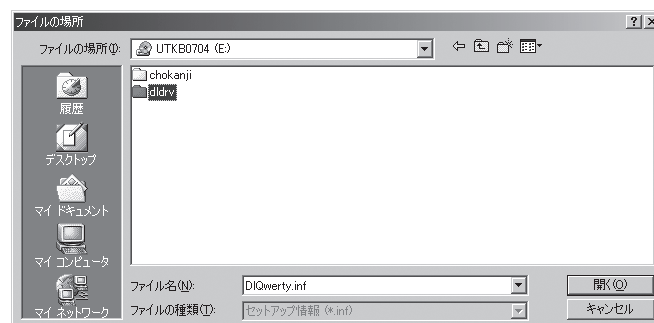 ファイルの場所
ファイルの場所(I):
UTKB0704 (E:)
chokanji
dldrv
履歴
デスクトップ
マイ ドキュメント
マイ コンピュータ
マイ ネットワーク
ファイル名(N):
DlQwerty.inf
開く(O)
ファイルの種類(T):
セットアップ情報 (*.inf)
キャンセル